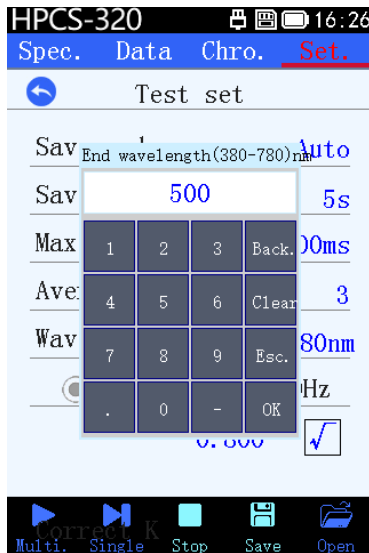 HPCS-320 16:26
Spec. Data Chro. Set.
Test set
Sav Auto
End wavelength(380-780)nm
500
Sav 5s
1 2 3 Back.
Max 00ms
4 5 6 Clear
Ave 3
7 8 9 Esc.
Wav 80nm
. 0 - OK
Hz
0.800 √
Correct K
Multi. Single Stop Save Open